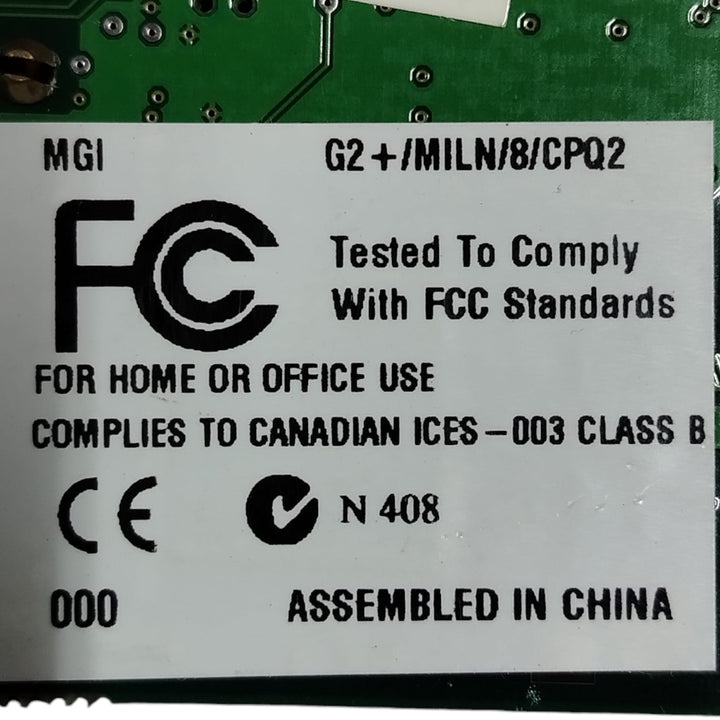 MGI G2+/MILN/8/CPQ2
FC
Tested To Comply
With FCC Standards
FOR HOME OR OFFICE USE
COMPLIES TO CANADIAN ICES-003 CLASS B
CE N 408
000 ASSEMBLED IN CHINA